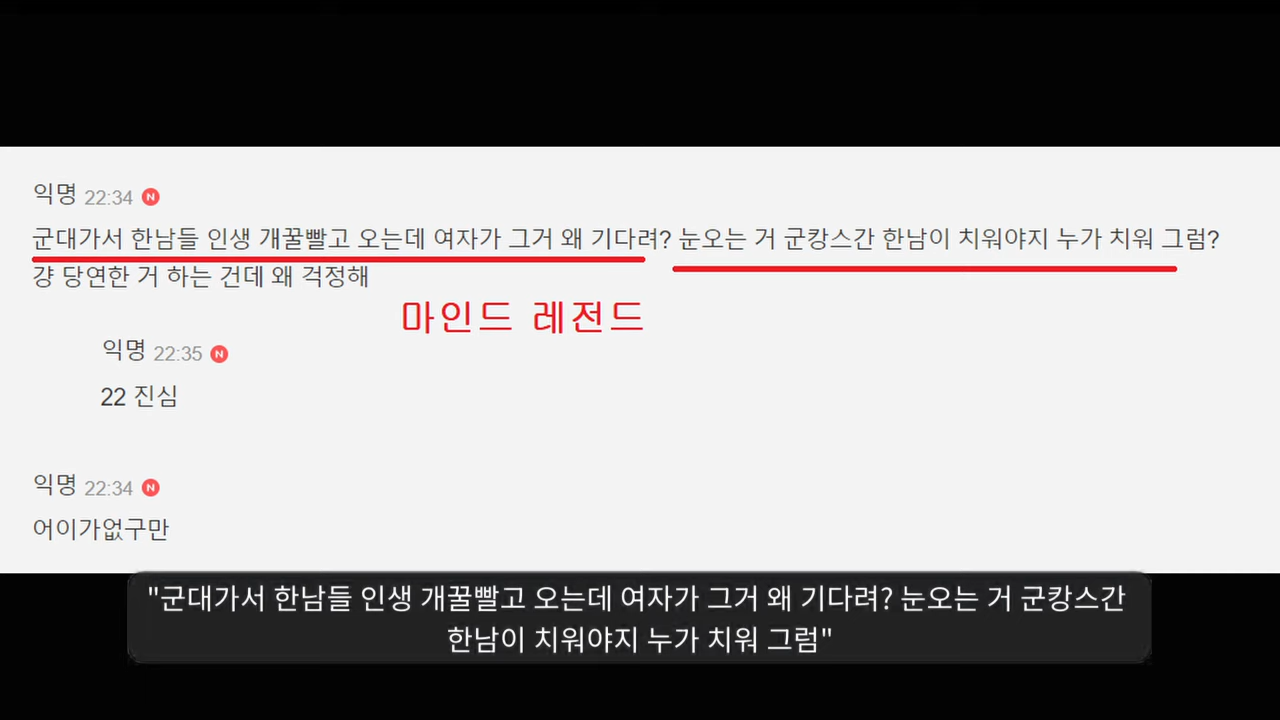 익명 22:34 N
군대가서 한남들 인생 개꿀빨고 오는데 여자가 그거 왜 기다려? 눈오는 거 군캉스간 한남이 치워야지 누가 치워 그럼?
걍 당연한 거 하는 건데 왜 걱정해
마인드 레전드
익명 22:35 N
22 진심
익명 22:34 N
어이가없구만
"군대가서 한남들 인생 개꿀빨고 오는데 여자가 그거 왜 기다려? 눈오는 거 군캉스간
한남이 치워야지 누가 치워 그럼"